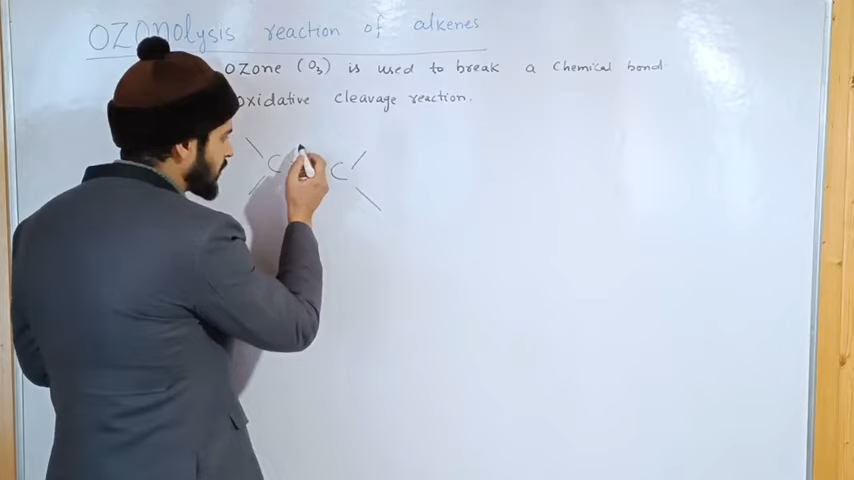 OZONOlysis reaction of alkenes
OZone (O3) is used to break a chemical bond
oxidative cleavage reaction.
C C